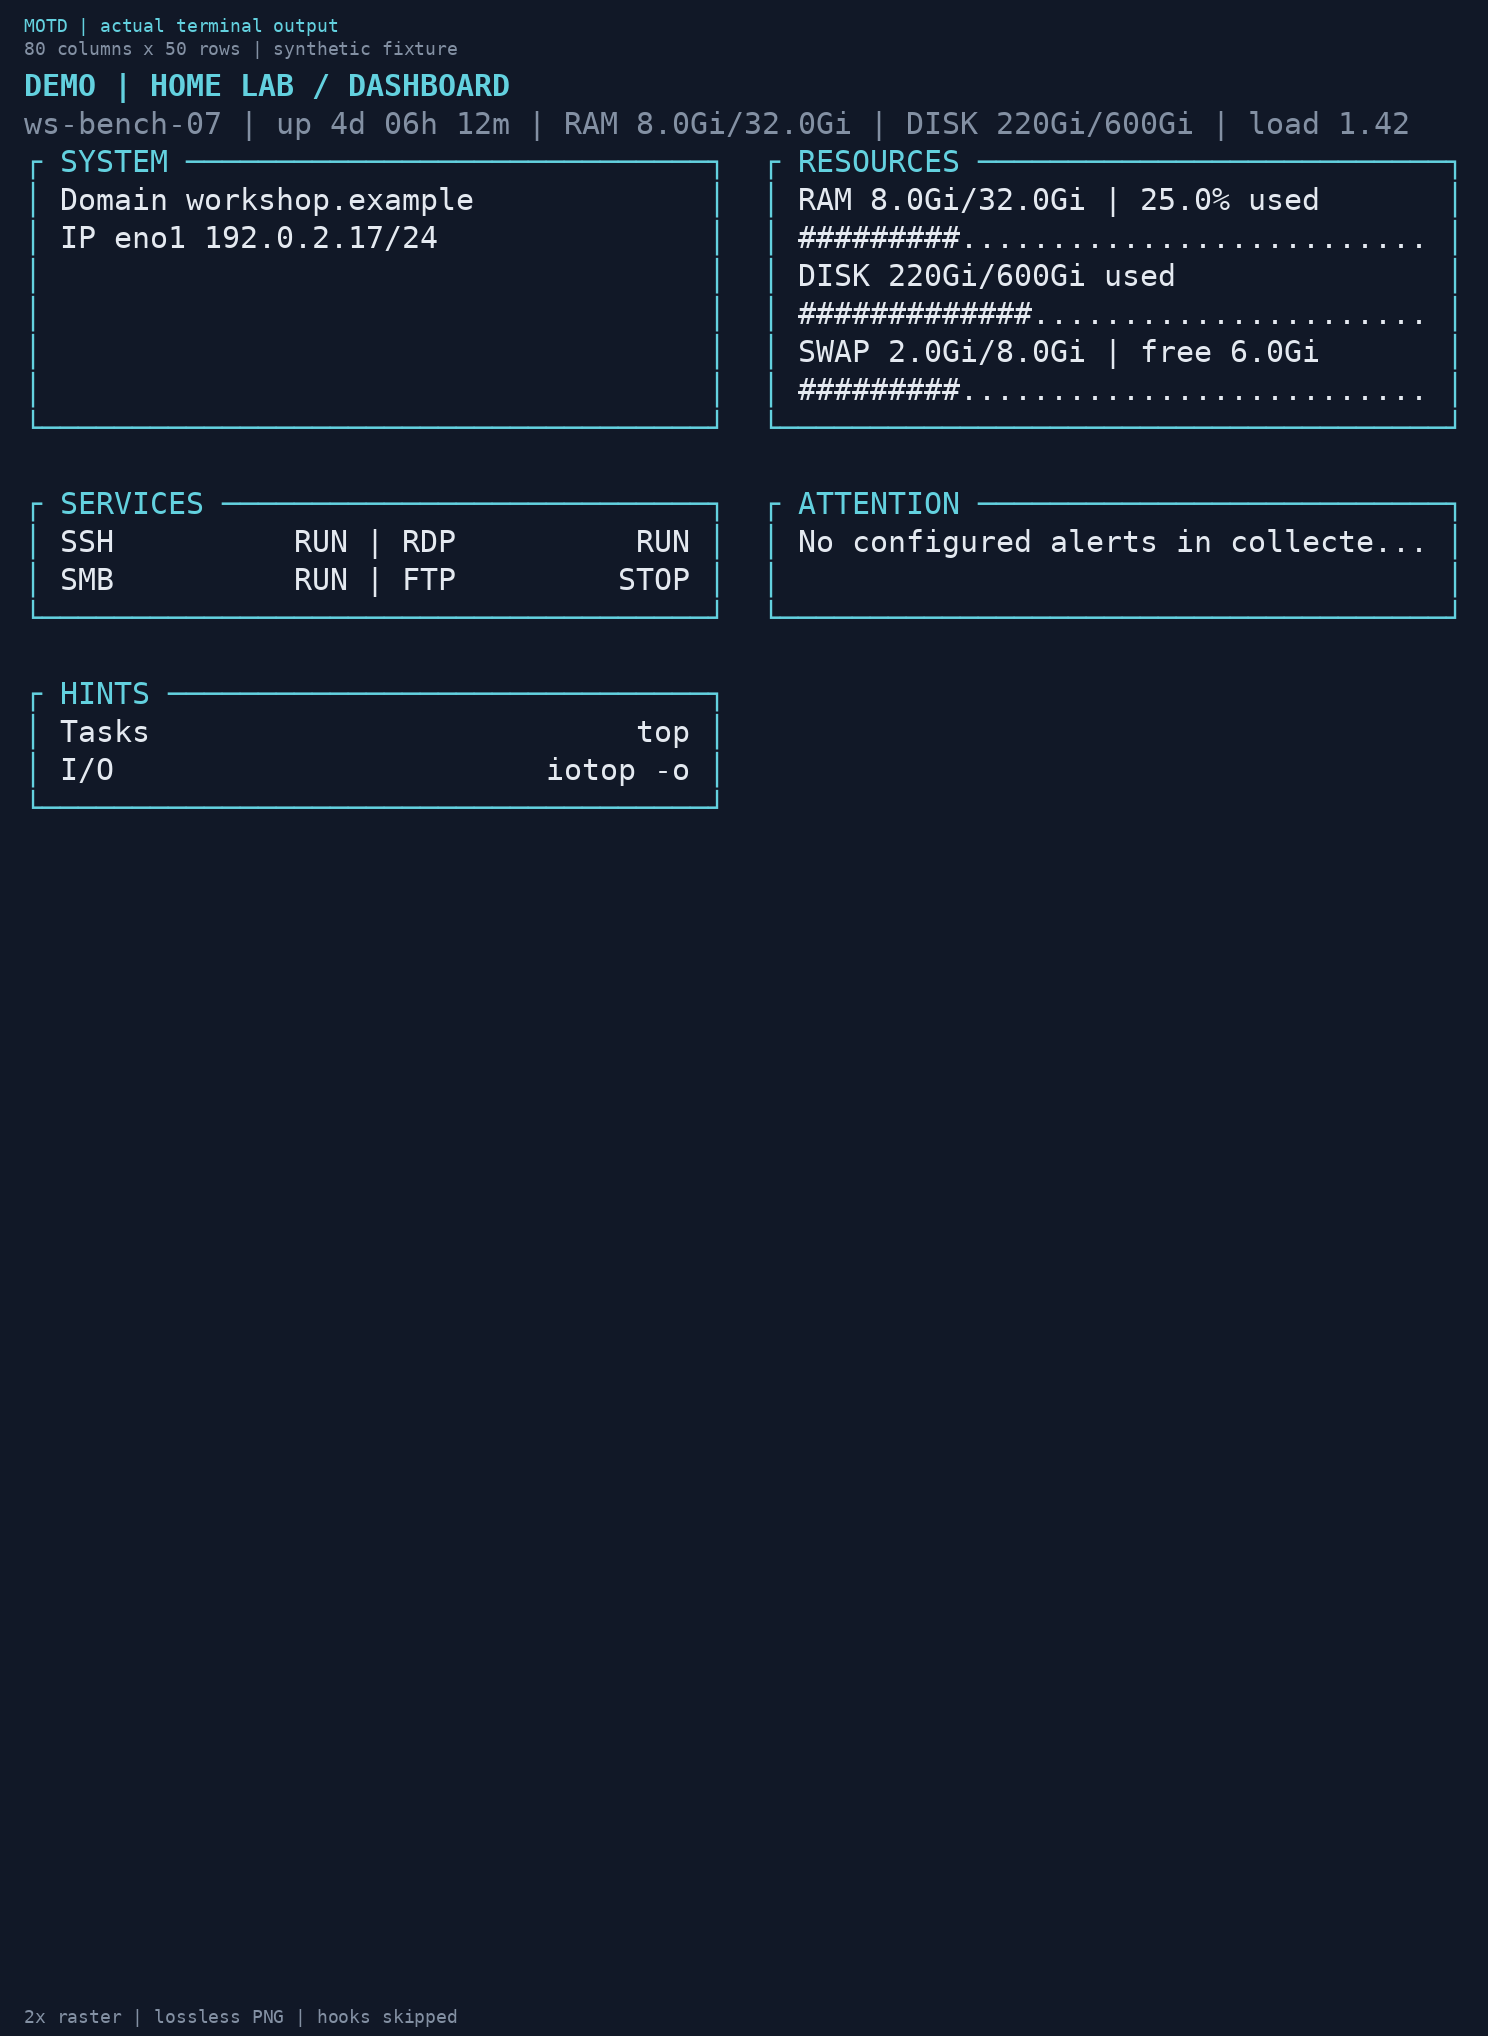 MOTD | actual terminal output
80 columns x 50 rows | synthetic fixture
DEMO | HOME LAB / DASHBOARD
ws-bench-07 | up 4d 06h 12m | RAM 8.0Gi/32.0Gi | DISK 220Gi/600Gi | load 1.42
SYSTEM
Domain workshop.example
IP eno1 192.0.2.17/24
RESOURCES
RAM 8.0Gi/32.0Gi | 25.0% used
#########..........................
DISK 220Gi/600Gi used
#############......................
SWAP 2.0Gi/8.0Gi | free 6.0Gi
#########..........................
SERVICES
SSH RUN | RDP RUN
SMB RUN | FTP STOP
ATTENTION
No configured alerts in collecte...
HINTS
Tasks top
I/O iotop -o
2x raster | lossless PNG | hooks skipped